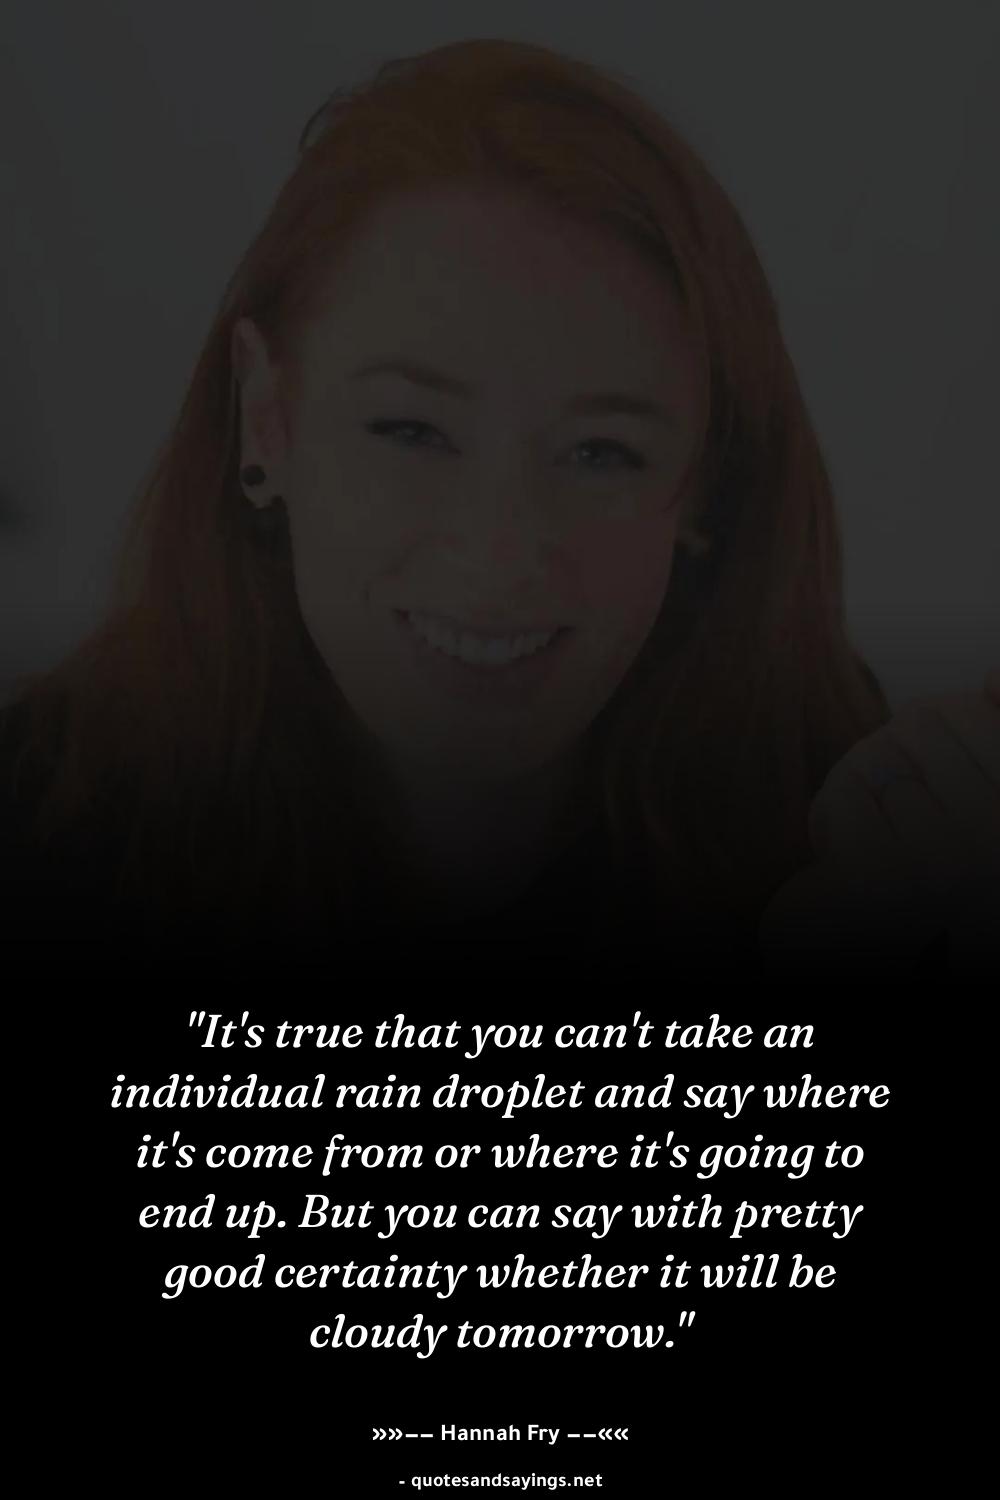 "It's true that you can't take an
individual rain droplet and say where
it's come from or where it's going to
end up. But you can say with pretty
good certainty whether it will be
cloudy tomorrow."
»»−− Hannah Fry −−««
- quotesandsayings.net